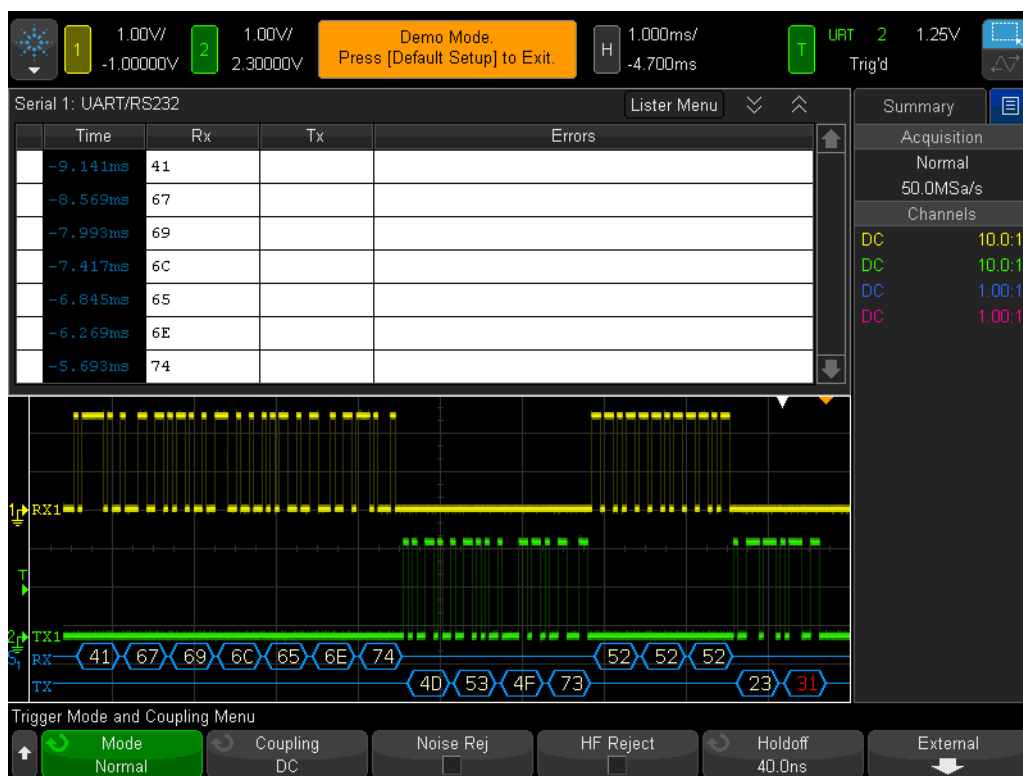 1 1.00V/ -1.00000V 2 1.00V/ 2.30000V Demo Mode. H 1.000ms/ -4.700ms T URT 2 1.25V
Press [Default Setup] to Exit. Trig'd
Serial 1: UART/RS232 Lister Menu
Time Rx Tx Errors
-9.141ms 41
-8.569ms 67
-7.993ms 69
-7.417ms 6C
-6.845ms 65
-6.269ms 6E
-5.693ms 74
Summary
Acquisition
Normal
50.0MSa/s
Channels
DC 10.0:1
DC 10.0:1
DC 1.00:1
DC 1.00:1
1 RX1
T
2 TX1
S1 RX 41 67 69 6C 65 6E 74 52 52 52
TX 4D 53 4F 73 23 31
Trigger Mode and Coupling Menu
Mode Coupling Noise Rej HF Reject Holdoff External
Normal DC 40.0ns